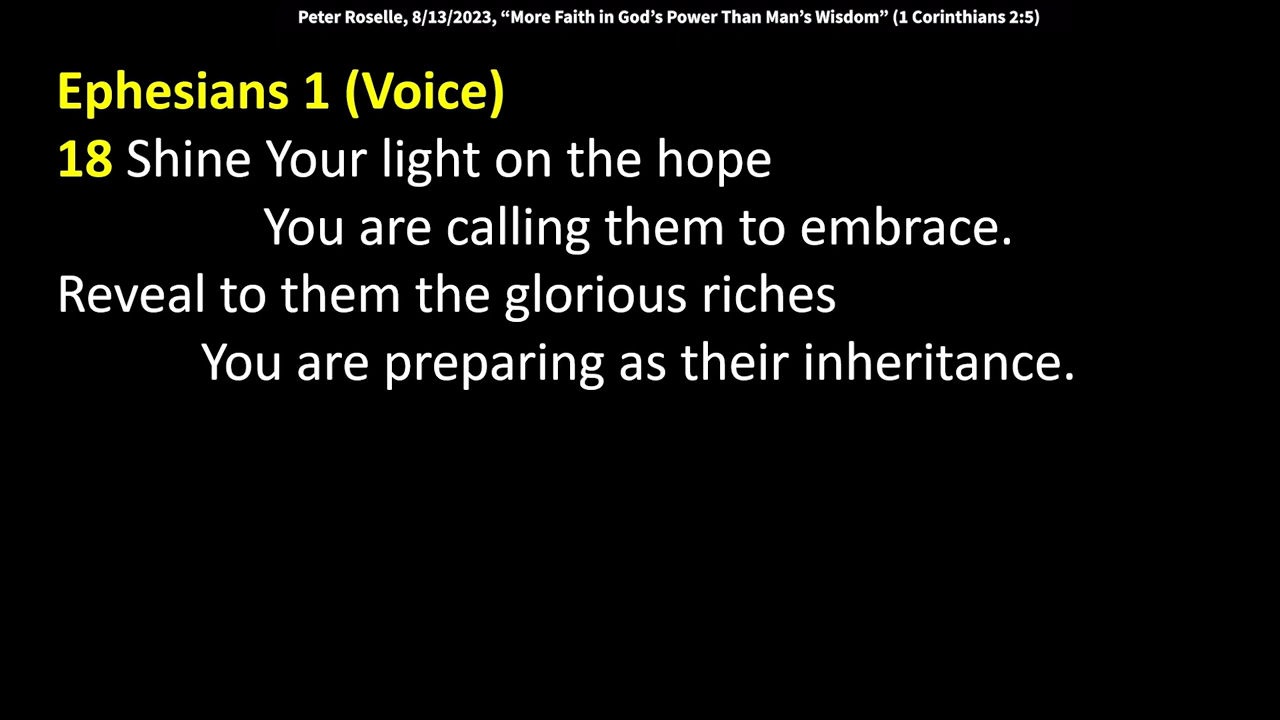 Peter Roselle, 8/13/2023, “More Faith in God’s Power Than Man’s Wisdom” (1 Corinthians 2:5)
Ephesians 1 (Voice)
18 Shine Your light on the hope
You are calling them to embrace.
Reveal to them the glorious riches
You are preparing as their inheritance.